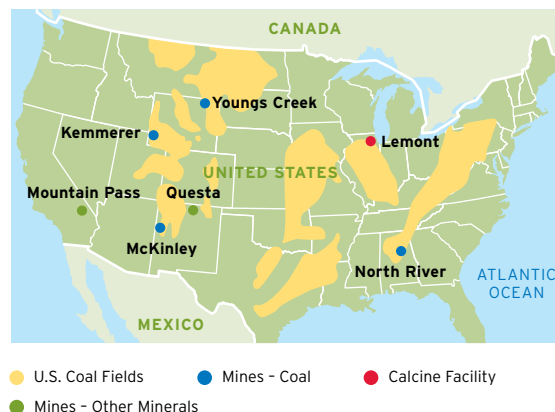 CANADA
Youngs Creek
Kemmerer
Lemont
UNITED STATES
Mountain Pass
Questa
McKinley
North River
ATLANTIC
OCEAN
MEXICO
U.S. Coal Fields
Mines – Coal
Calcine Facility
Mines – Other Minerals